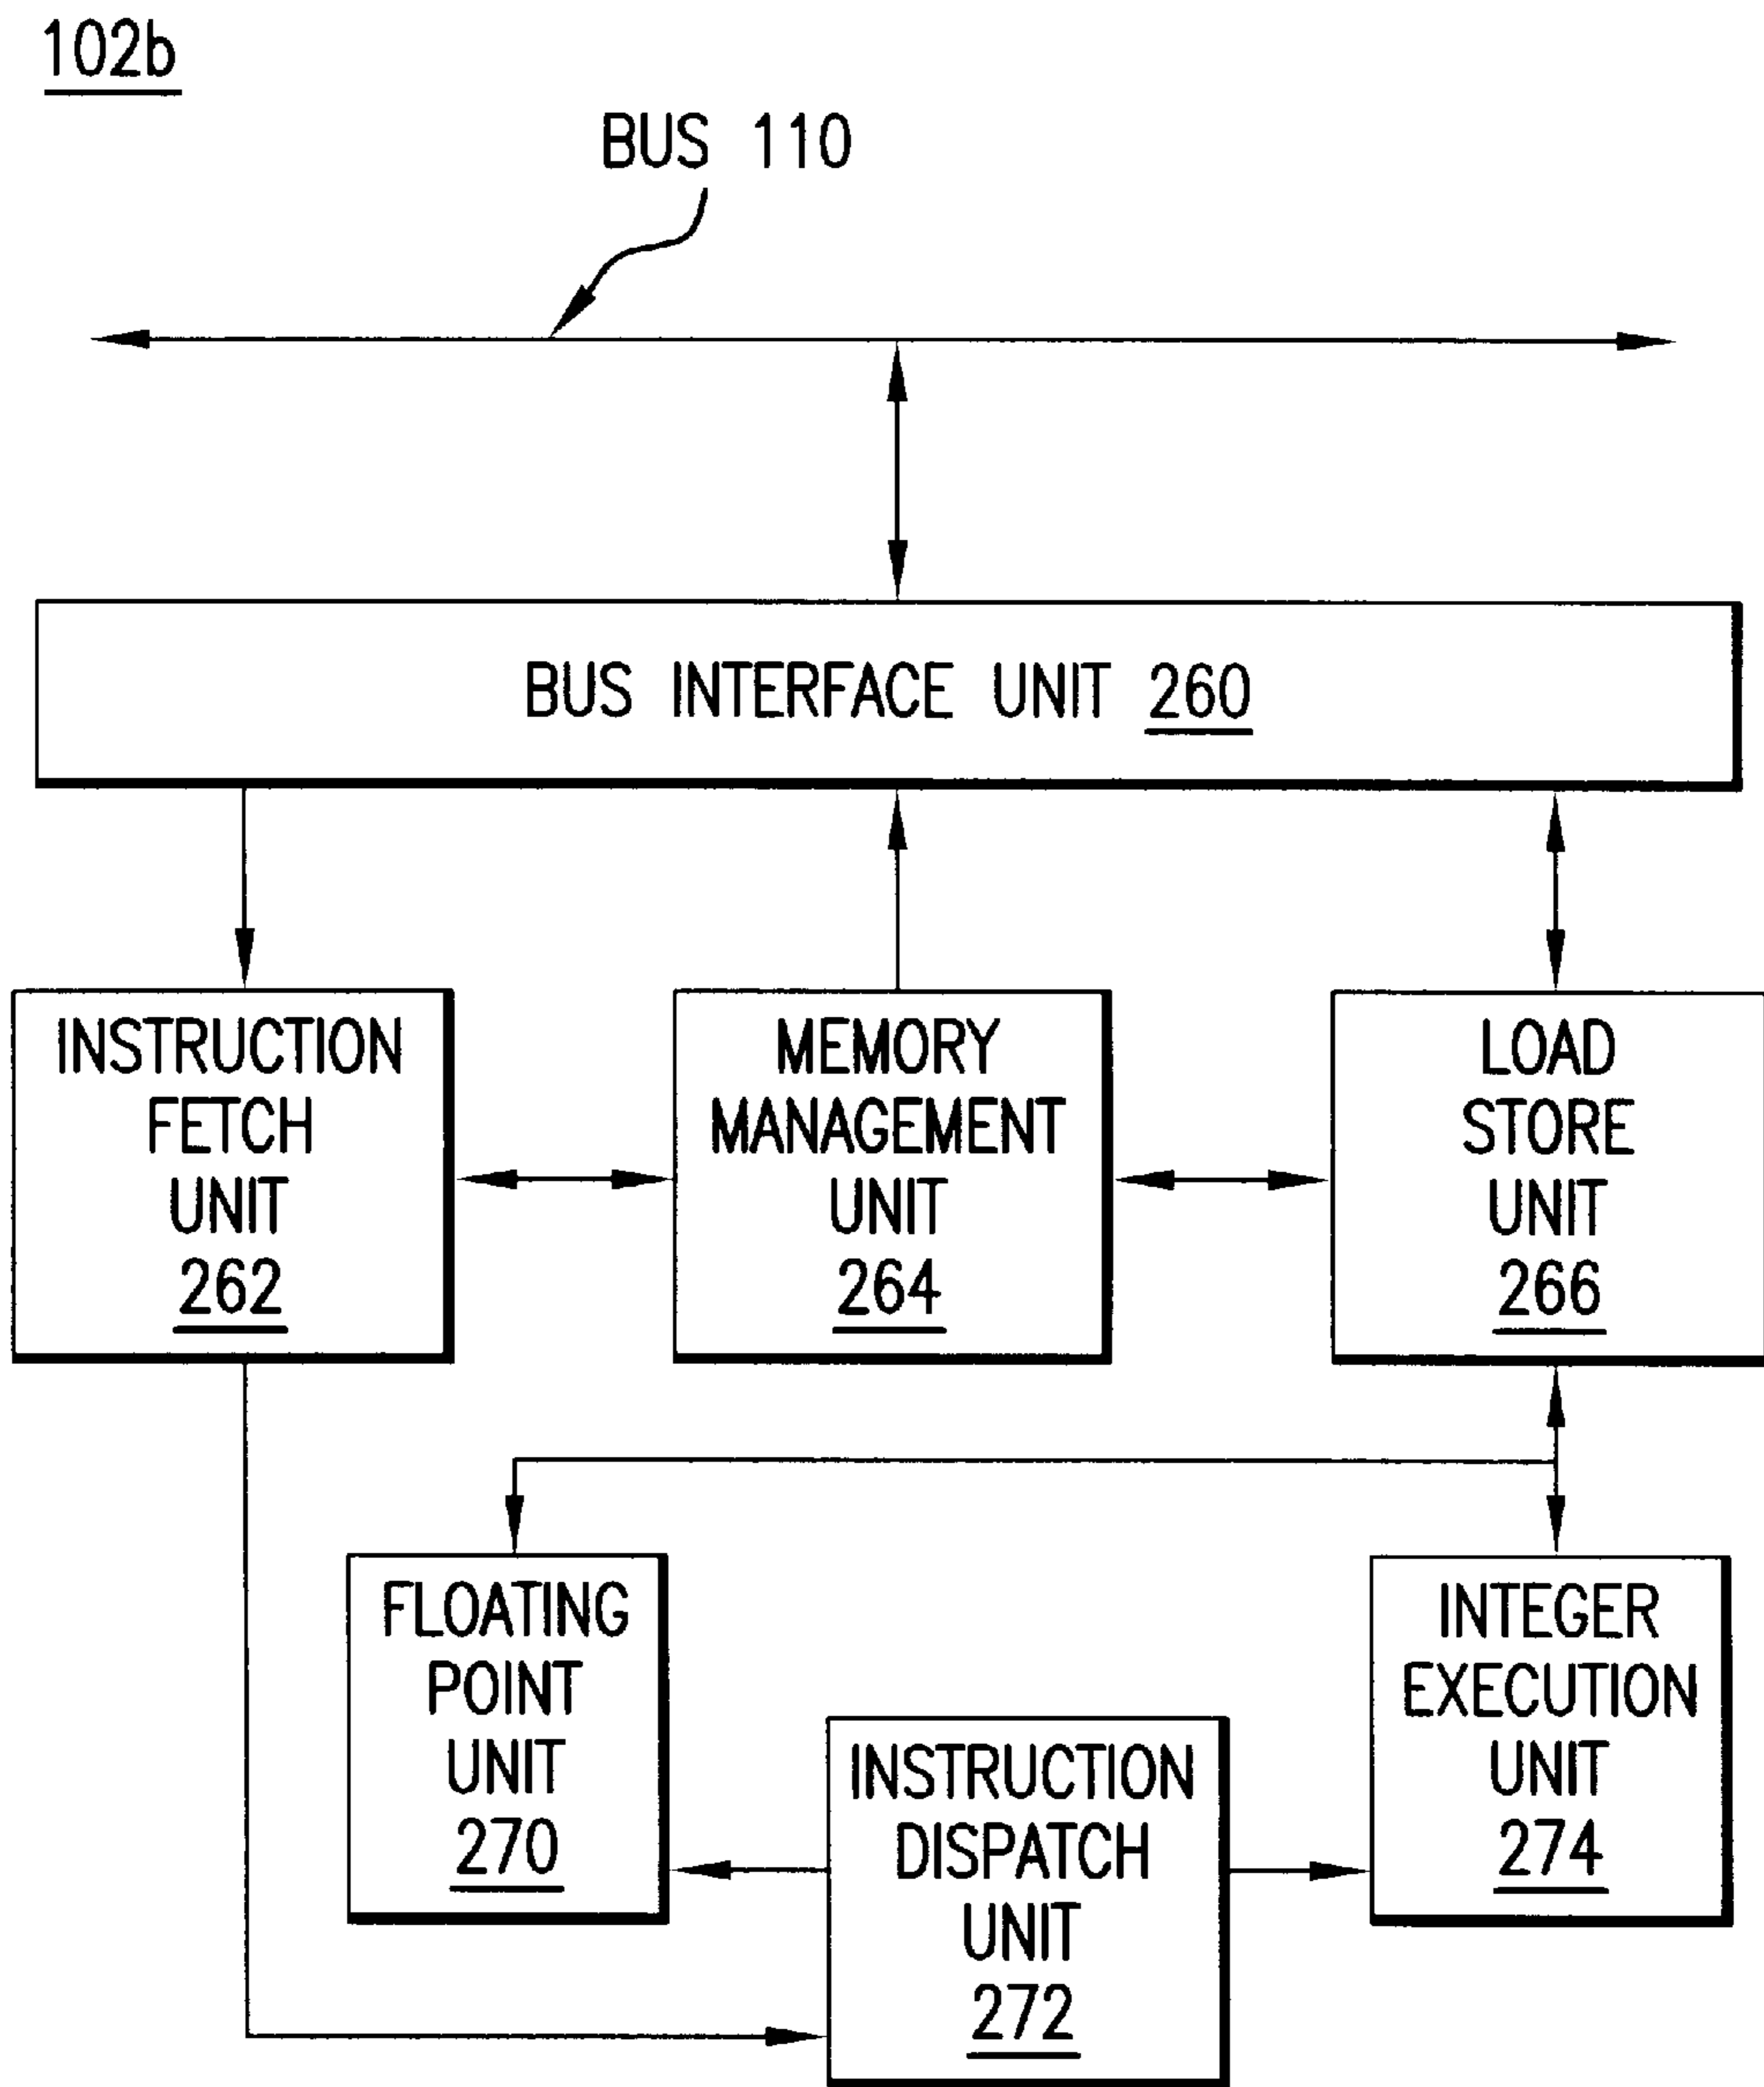 102b
BUS 110
BUS INTERFACE UNIT 260
INSTRUCTION
FETCH
UNIT
262
MEMORY
MANAGEMENT
UNIT
264
LOAD
STORE
UNIT
266
FLOATING
POINT
UNIT
270
INSTRUCTION
DISPATCH
UNIT
272
INTEGER
EXECUTION
UNIT
274